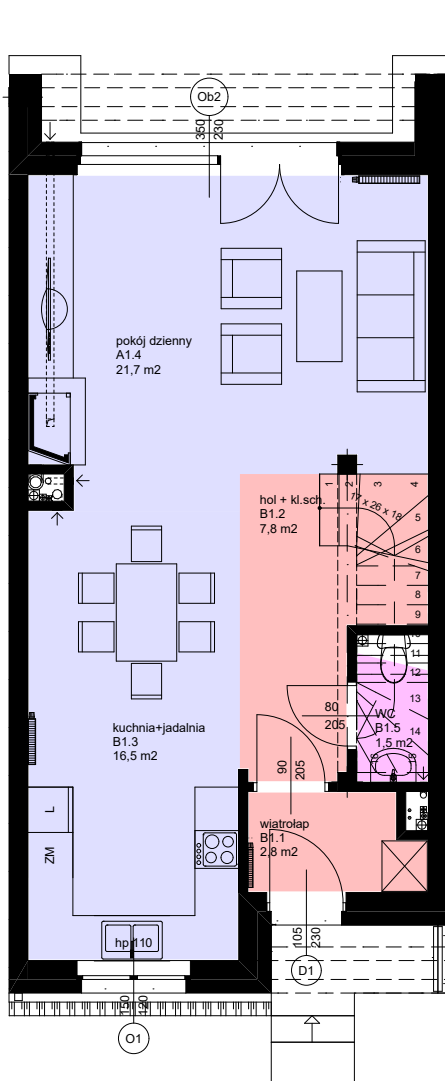 Ob2
350
230
pokój dzienny
A1.4
21,7 m2
hol + kl.sch.
B1.2
7,8 m2
1
2
3
4
17 x 26 x 18
5
6
7
8
9
10
11
12
13
14
kuchnia+jadalnia
B1.3
16,5 m2
80
205
WC
B1.5
1,5 m2
90
205
L
ZM
wiatrołap
B1.1
2,8 m2
hp 110
105
230
D1
150
120
O1